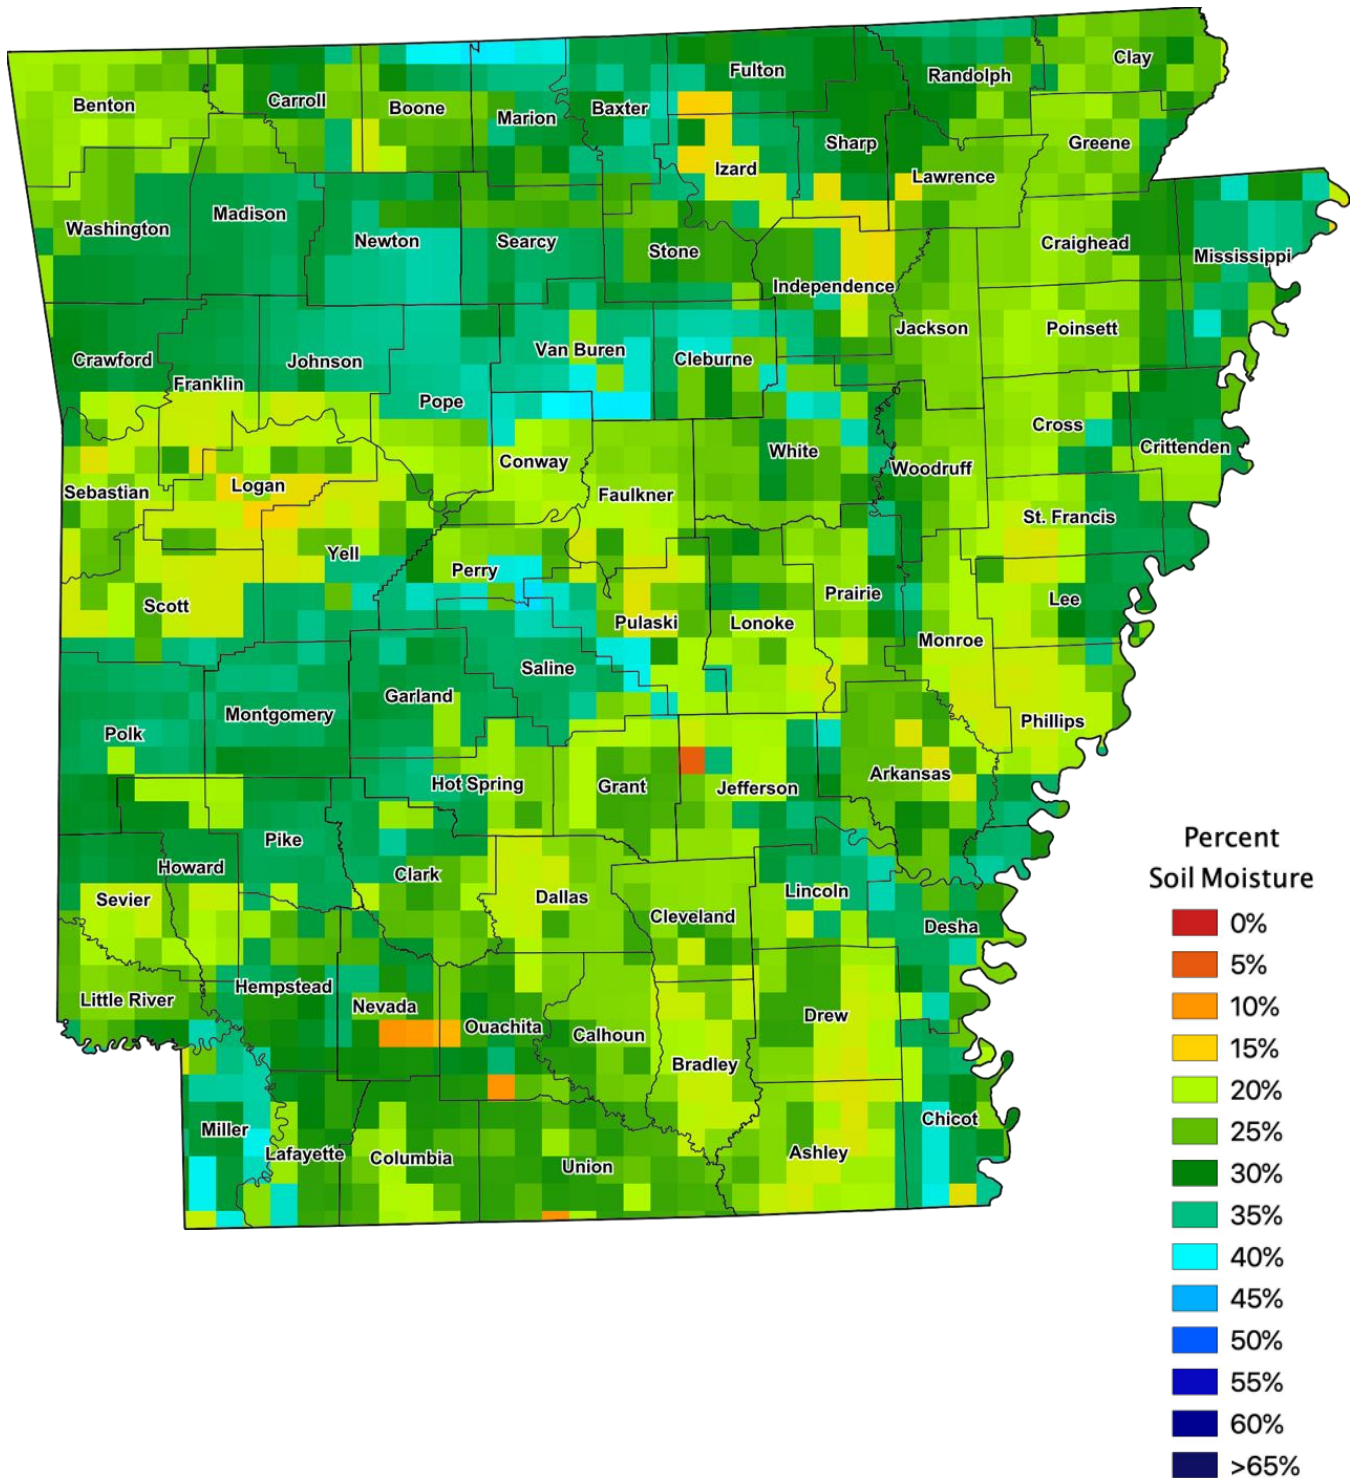 Clay
Fulton
Randolph
Carroll
Benton
Boone
Baxter
Marion
Sharp
Greene
Izard
Lawrence
Madison
Washington
Newton
Searcy
Stone
Craighead
Mississippi
Independence
Jackson
Poinsett
Van Buren
Crawford
Johnson
Cleburne
Franklin
Pope
Cross
Crittenden
White
Conway
Woodruff
Logan
Sebastian
Faulkner
St. Francis
Yell
Perry
Prairie
Lee
Scott
Pulaski
Lonoke
Monroe
Saline
Garland
Montgomery
Phillips
Polk
Arkansas
Hot Spring
Grant
Jefferson
Pike
Howard
Clark
Lincoln
Dallas
Sevier
Cleveland
Desha
Hempstead
Little River
Nevada
Drew
Ouachita
Calhoun
Bradley
Chicot
Miller
Lafayette
Columbia
Ashley
Union
Percent
Soil Moisture
0%
5%
10%
15%
20%
25%
30%
35%
40%
45%
50%
55%
60%
>65%